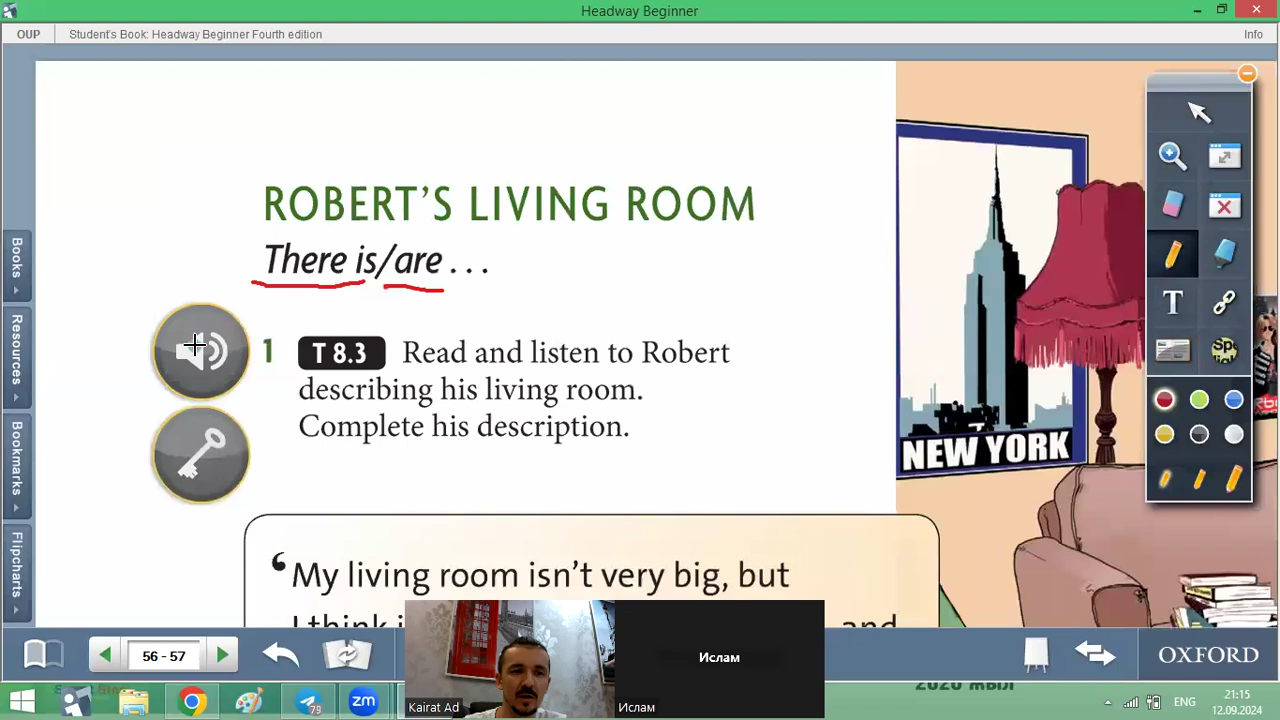 Headway Beginner
OUP
Student's Book: Headway Beginner Fourth edition
Info
ROBERT'S LIVING ROOM
There is/are . . .
1 T 8.3 Read and listen to Robert
describing his living room.
Complete his description.
‘My living room isn't very big, but
and
NEW YORK
Books
Resources
Bookmarks
Flipcharts
T
56 - 57
OXFORD
Ислам
Kairat Ad
Ислам
79
zm
ENG
21:15
12.09.2024